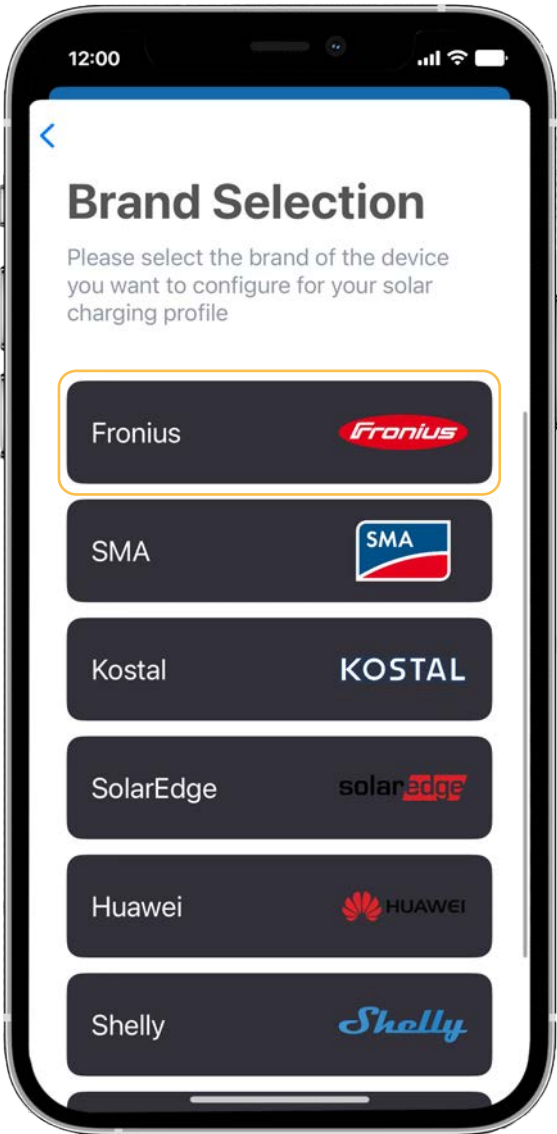 12:00
Brand Selection
Please select the brand of the device
you want to configure for your solar
charging profile
Fronius Fronius
SMA SMA
Kostal KOSTAL
SolarEdge solaredge
Huawei HUAWEI
Shelly Shelly